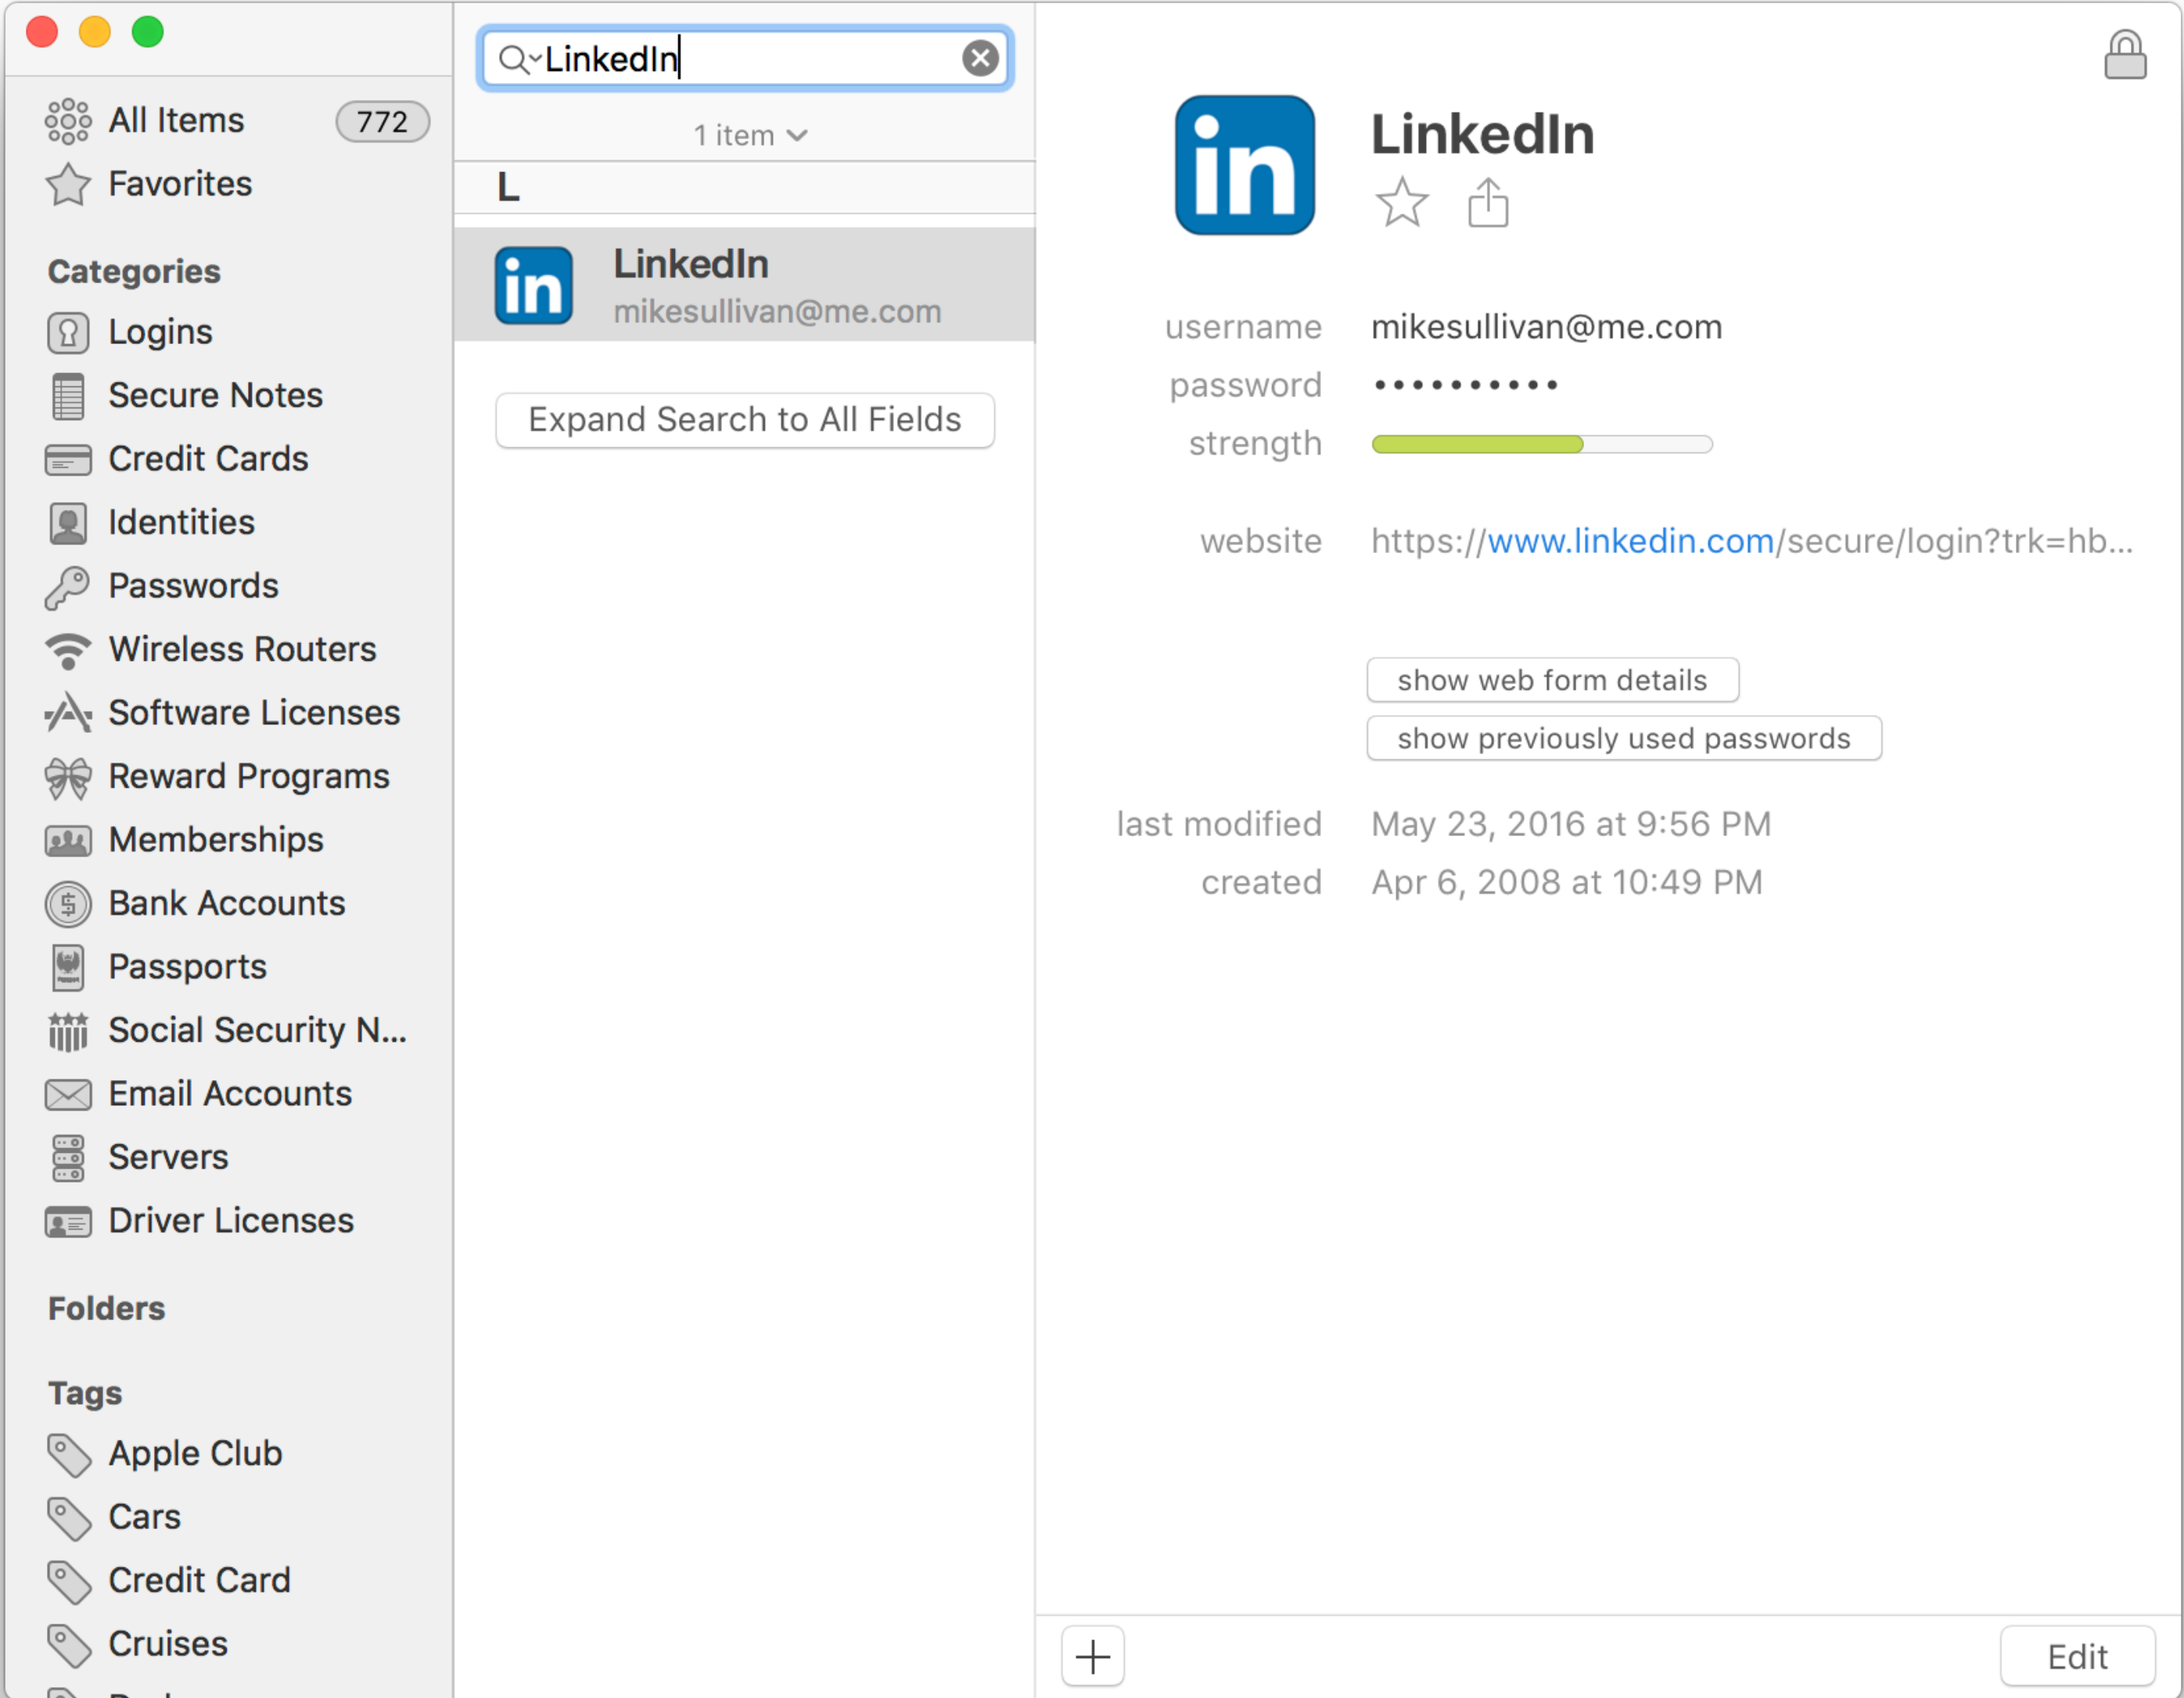 All Items 772
Favorites
Categories
Logins
Secure Notes
Credit Cards
Identities
Passwords
Wireless Routers
Software Licenses
Reward Programs
Memberships
Bank Accounts
Passports
Social Security N...
Email Accounts
Servers
Driver Licenses
Folders
Tags
Apple Club
Cars
Credit Card
Cruises
LinkedIn
1 item
L
in
LinkedIn
mikesullivan@me.com
Expand Search to All Fields
in
LinkedIn
username mikesullivan@me.com
password ••••••••••
strength
website https://www.linkedin.com/secure/login?trk=hb...
show web form details
show previously used passwords
last modified May 23, 2016 at 9:56 PM
created Apr 6, 2008 at 10:49 PM
Edit